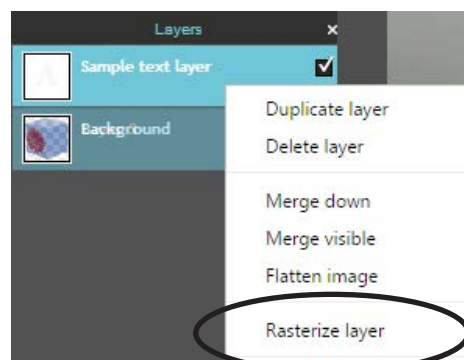 Layers
Sample text layer
Background
Duplicate layer
Delete layer
Merge down
Merge visible
Flatten image
Rasterize layer